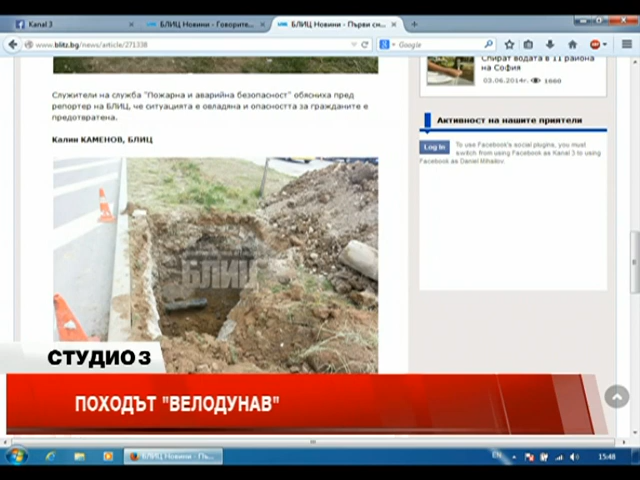 Kanal 3
БЛИЦ Новини - Говорите...
БЛИЦ Новини - Първи сн...
www.blitz.bg/news/article/271338
Google
Спират водата в 11 района
на София
03.06.2014г. 1660
Служители на служба "Пожарна и аварийна безопасност" обясниха пред
репортер на БЛИЦ, че ситуацията е овладяна и опасността за гражданите е
предотвратена.
Калин КАМЕНОВ, БЛИЦ
Активност на нашите приятели
Log In
To use Facebook's social plugins, you must
switch from using Facebook as Kanal 3 to using
Facebook as Daniel Mihailov.
БЛИЦ
СТУДИО 3
ПОХОДЪТ "ВЕЛОДУНАВ"
БЛИЦ Новини - Пъ...
EN
15:48